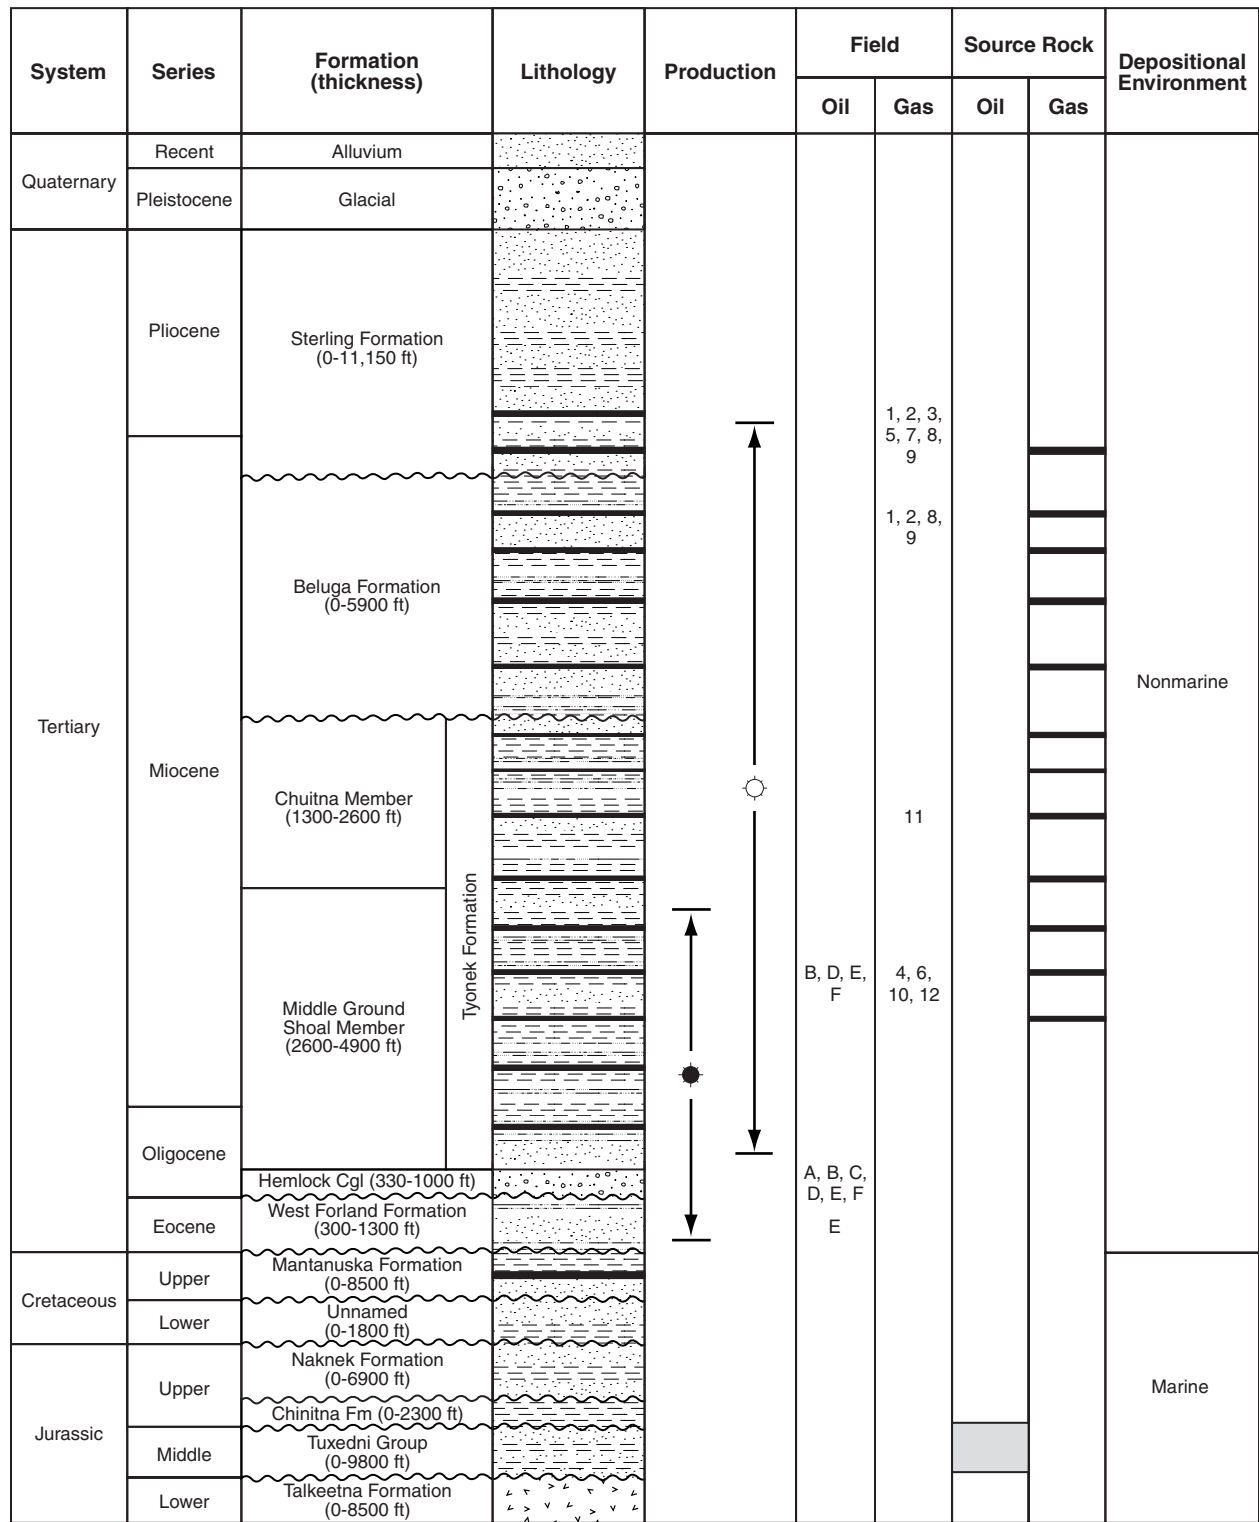 System
Series
Formation
(thickness)
Lithology
Production
Field
Source Rock
Depositional
Environment
Oil
Gas
Oil
Gas
Quaternary
Recent
Alluvium
Pleistocene
Glacial
Tertiary
Pliocene
Sterling Formation
(0-11,150 ft)
1, 2, 3,
5, 7, 8,
9
Miocene
Beluga Formation
(0-5900 ft)
1, 2, 8,
9
Nonmarine
Chuitna Member
(1300-2600 ft)
11
Tyonek Formation
Middle Ground
Shoal Member
(2600-4900 ft)
B, D, E,
F
4, 6,
10, 12
Oligocene
Hemlock Cgl (330-1000 ft)
A, B, C,
D, E, F
Eocene
West Forland Formation
(300-1300 ft)
E
Cretaceous
Upper
Mantanuska Formation
(0-8500 ft)
Lower
Unnamed
(0-1800 ft)
Marine
Jurassic
Upper
Naknek Formation
(0-6900 ft)
Chinitna Fm (0-2300 ft)
Middle
Tuxedni Group
(0-9800 ft)
Lower
Talkeetna Formation
(0-8500 ft)